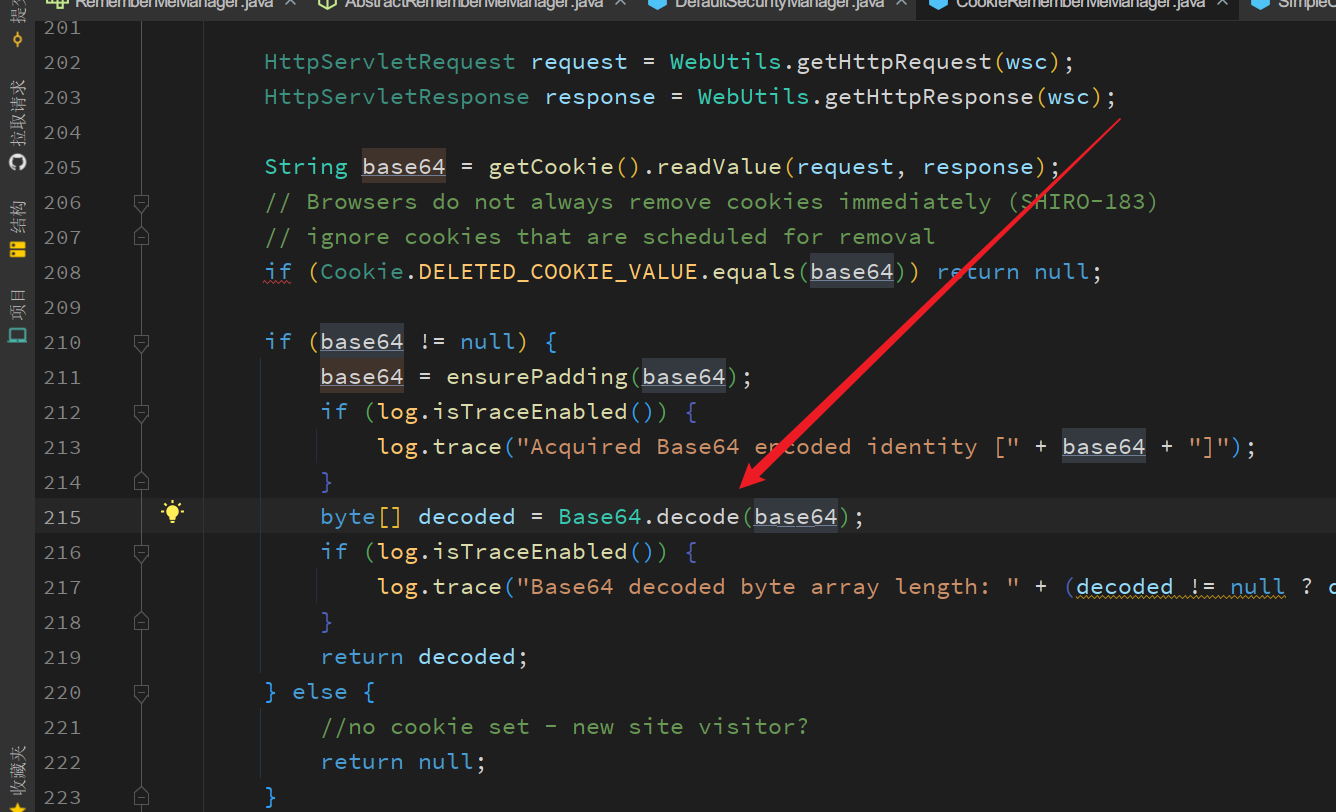 RememberMeManager.java × AbstractRememberMeManager.java × DefaultSecurityManager.java × CookieRememberMeManager.java ×
拉取请求
结构
项目
收藏夹
201
202 HttpServletRequest request = WebUtils.getHttpRequest(wsc);
203 HttpServletResponse response = WebUtils.getHttpResponse(wsc);
204
205 String base64 = getCookie().readValue(request, response);
206 // Browsers do not always remove cookies immediately (SHIRO-183)
207 // ignore cookies that are scheduled for removal
208 if (Cookie.DELETED_COOKIE_VALUE.equals(base64)) return null;
209
210 if (base64 != null) {
211 base64 = ensurePadding(base64);
212 if (log.isTraceEnabled()) {
213 log.trace("Acquired Base64 encoded identity [" + base64 + "]");
214 }
215 byte[] decoded = Base64.decode(base64);
216 if (log.isTraceEnabled()) {
217 log.trace("Base64 decoded byte array length: " + (decoded != null ?
218 }
219 return decoded;
220 } else {
221 //no cookie set - new site visitor?
222 return null;
223 }